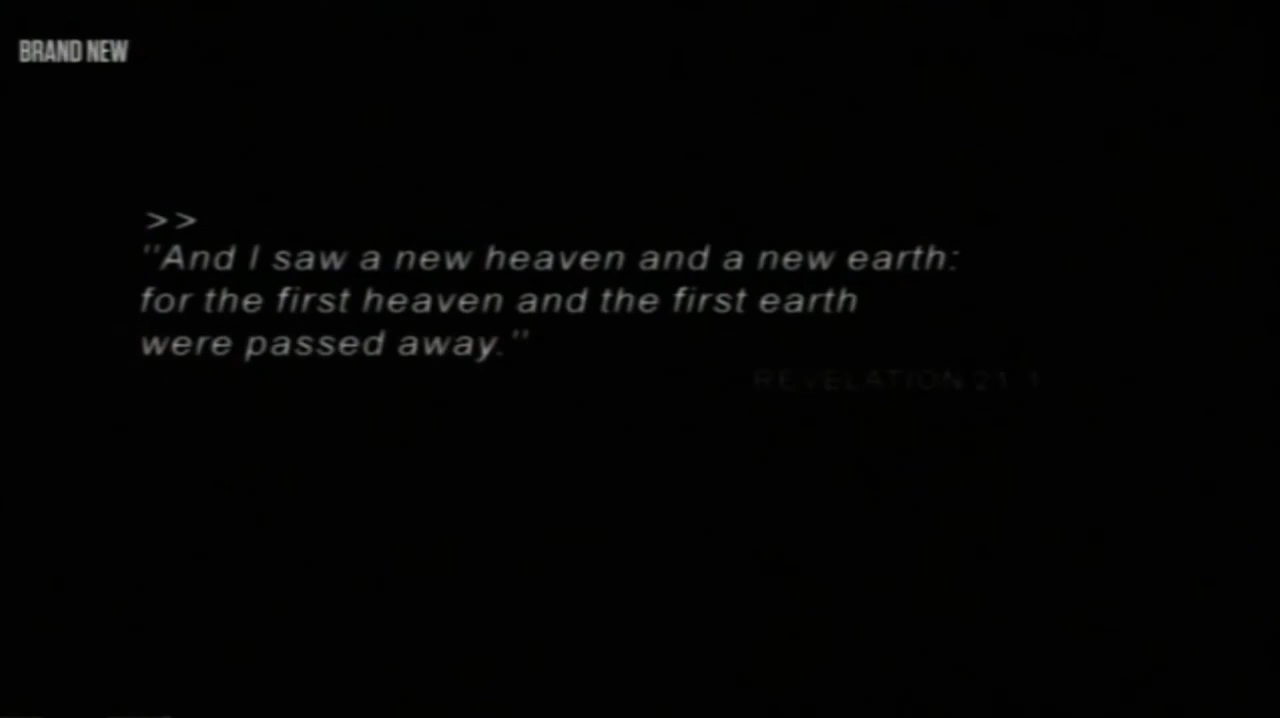 BRAND NEW
>>
"And I saw a new heaven and a new earth:
for the first heaven and the first earth
were passed away."
REVELATION 21:1